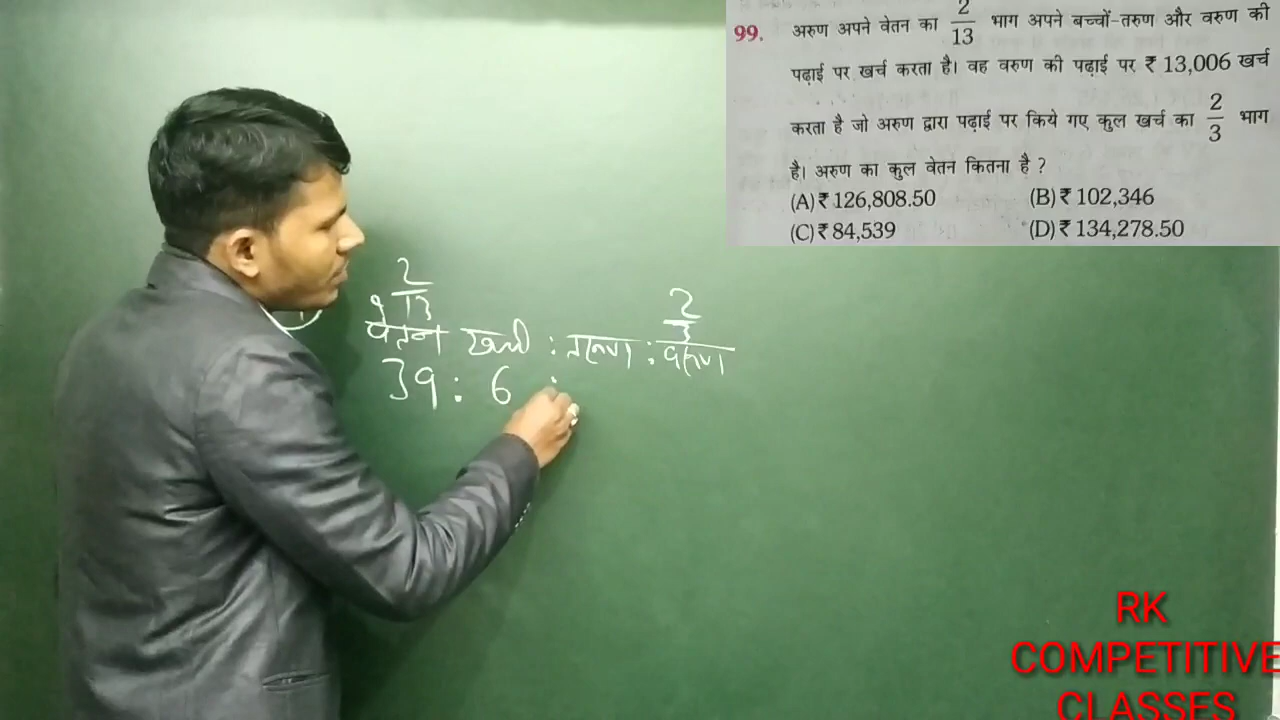 99. अरुण अपने वेतन का 2/13 भाग अपने बच्चों-तरुण और वरुण की
पढ़ाई पर खर्च करता है। वह वरुण की पढ़ाई पर ₹ 13,006 खर्च
करता है जो अरुण द्वारा पढ़ाई पर किये गए कुल खर्च का 2/3 भाग
है। अरुण का कुल वेतन कितना है ?
(A) ₹ 126,808.50 (B) ₹ 102,346
(C) ₹ 84,539 (D) ₹ 134,278.50
2/13 2/3
वेतन खर्च : तरुण : वरुण
39 : 6 :
RK
COMPETITIVE
CLASSES